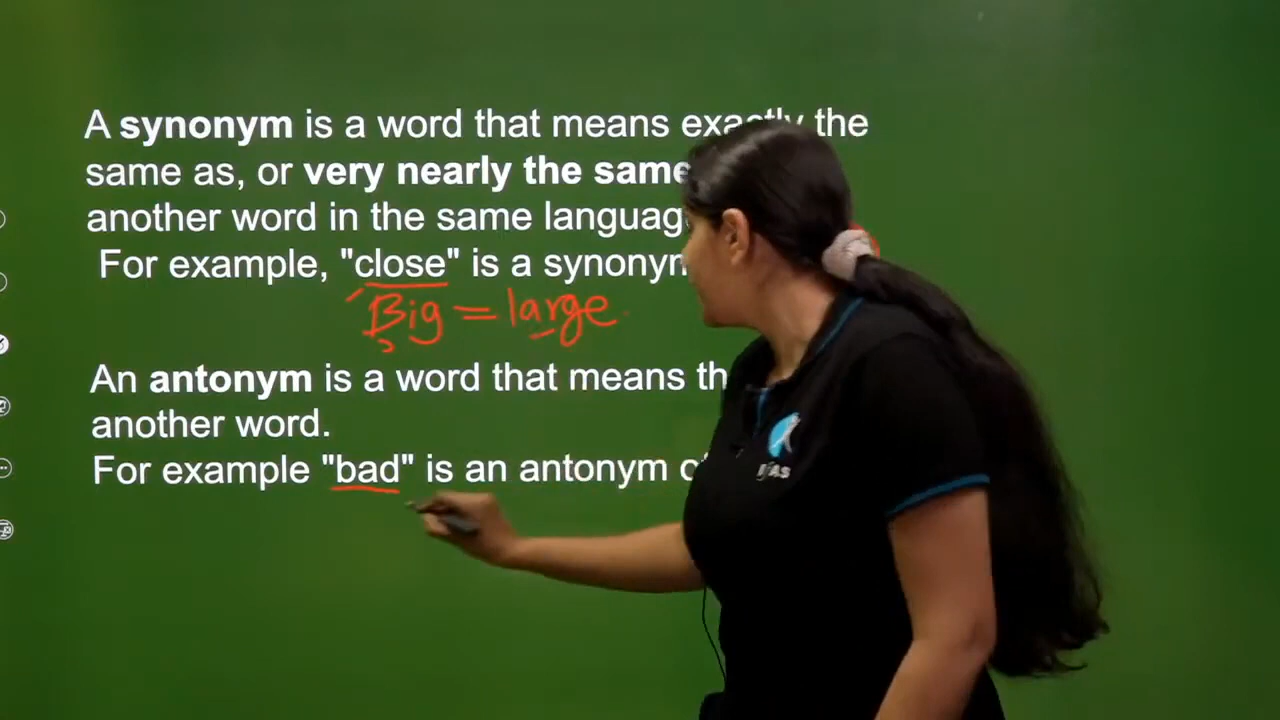 A synonym is a word that means exactly the
same as, or very nearly the same
another word in the same languag
For example, "close" is a synonym
Big = large
An antonym is a word that means th
another word.
For example "bad" is an antonym o